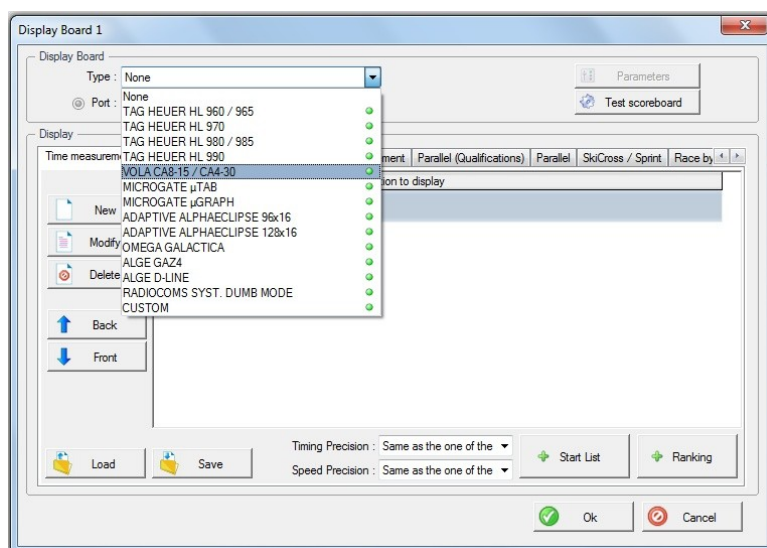 Display Board 1
Display Board
Type : None
Parameters
Port :
Test scoreboard
None
TAG HEUER HL 960 / 965
TAG HEUER HL 970
TAG HEUER HL 980 / 985
TAG HEUER HL 990
VOLA CA8-15 / CA4-30
MICROGATE µTAB
MICROGATE µGRAPH
ADAPTIVE ALPHAECLIPSE 96x16
ADAPTIVE ALPHAECLIPSE 128x16
OMEGA GALACTICA
ALGE GAZ4
ALGE D-LINE
RADIOCOMS SYST. DUMB MODE
CUSTOM
Display
Time measurem ment Parallel (Qualifications) Parallel SkiCross / Sprint Race by
ion to display
New
Modify
Delete
Back
Front
Timing Precision : Same as the one of the
Speed Precision : Same as the one of the
Load
Save
Start List
Ranking
Ok
Cancel